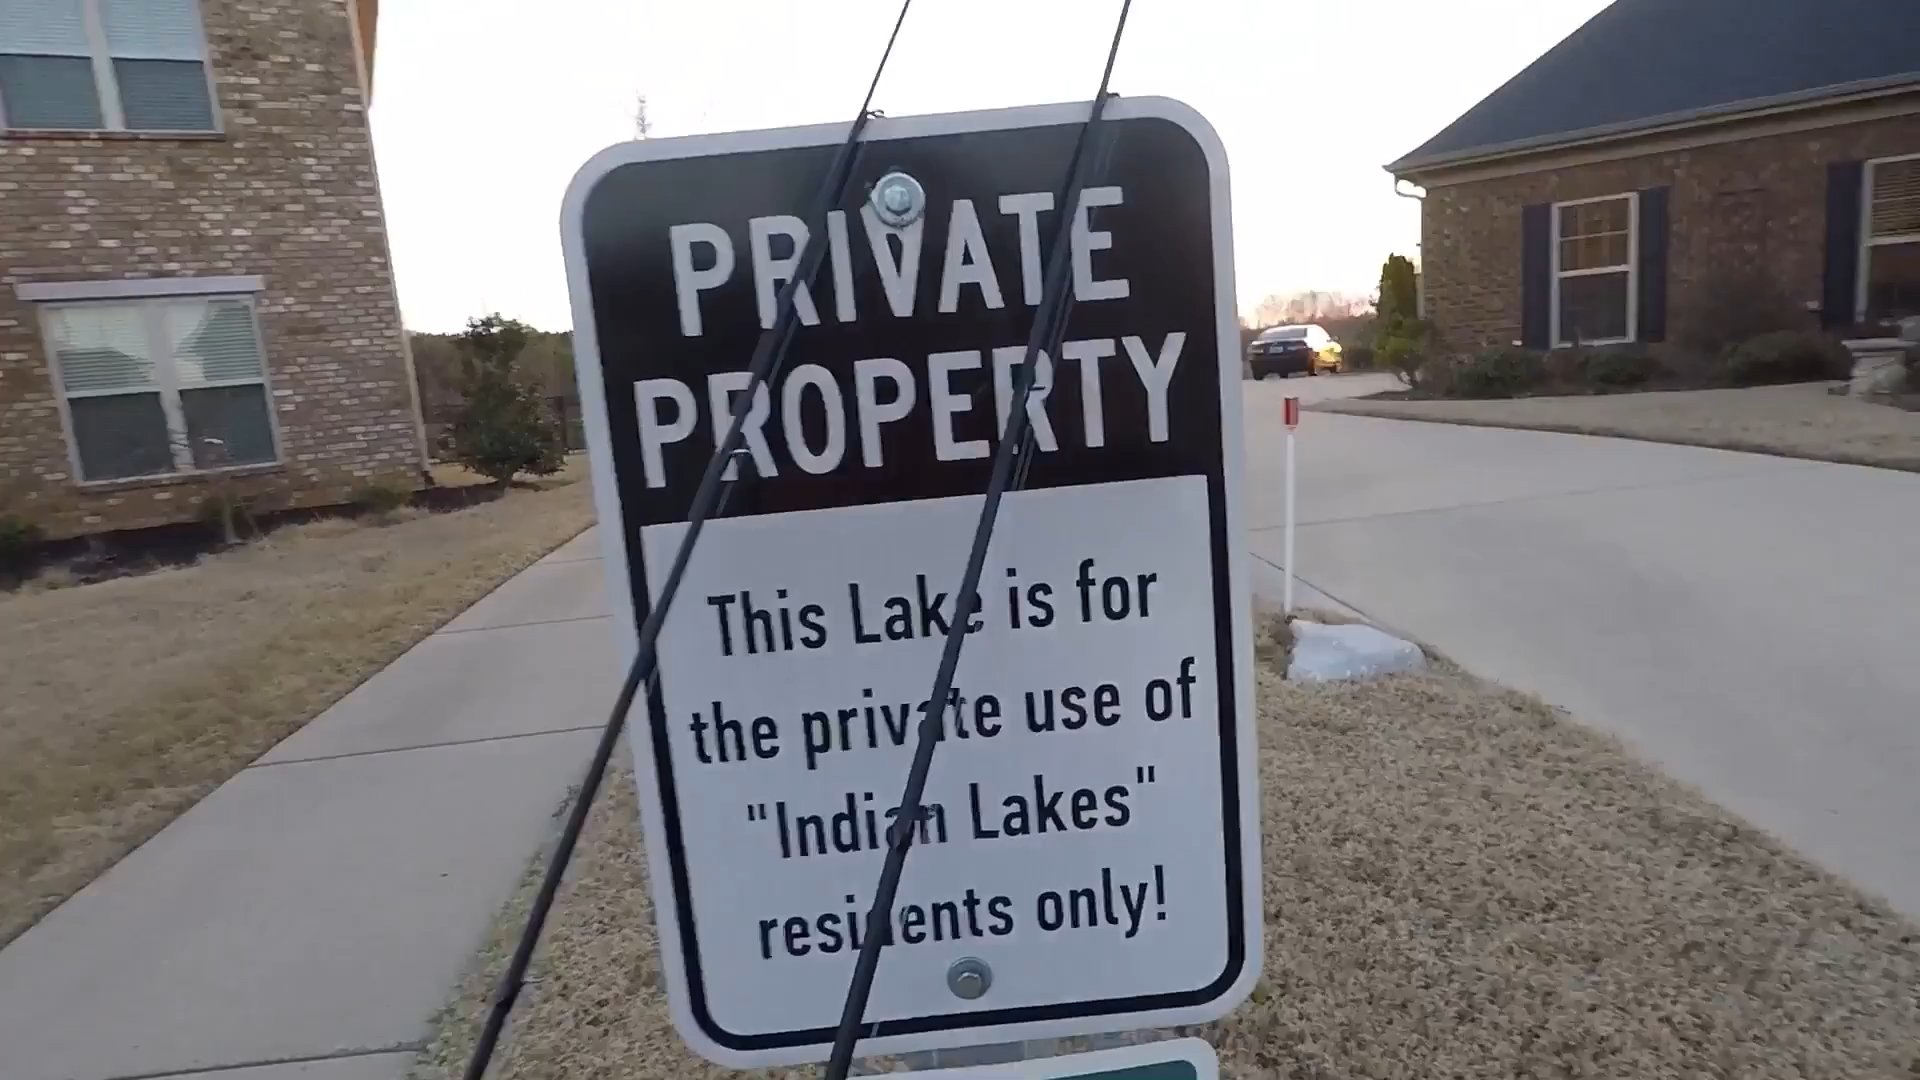 PRIVATE
PROPERTY
This Lake is for
the private use of
"Indian Lakes"
residents only!